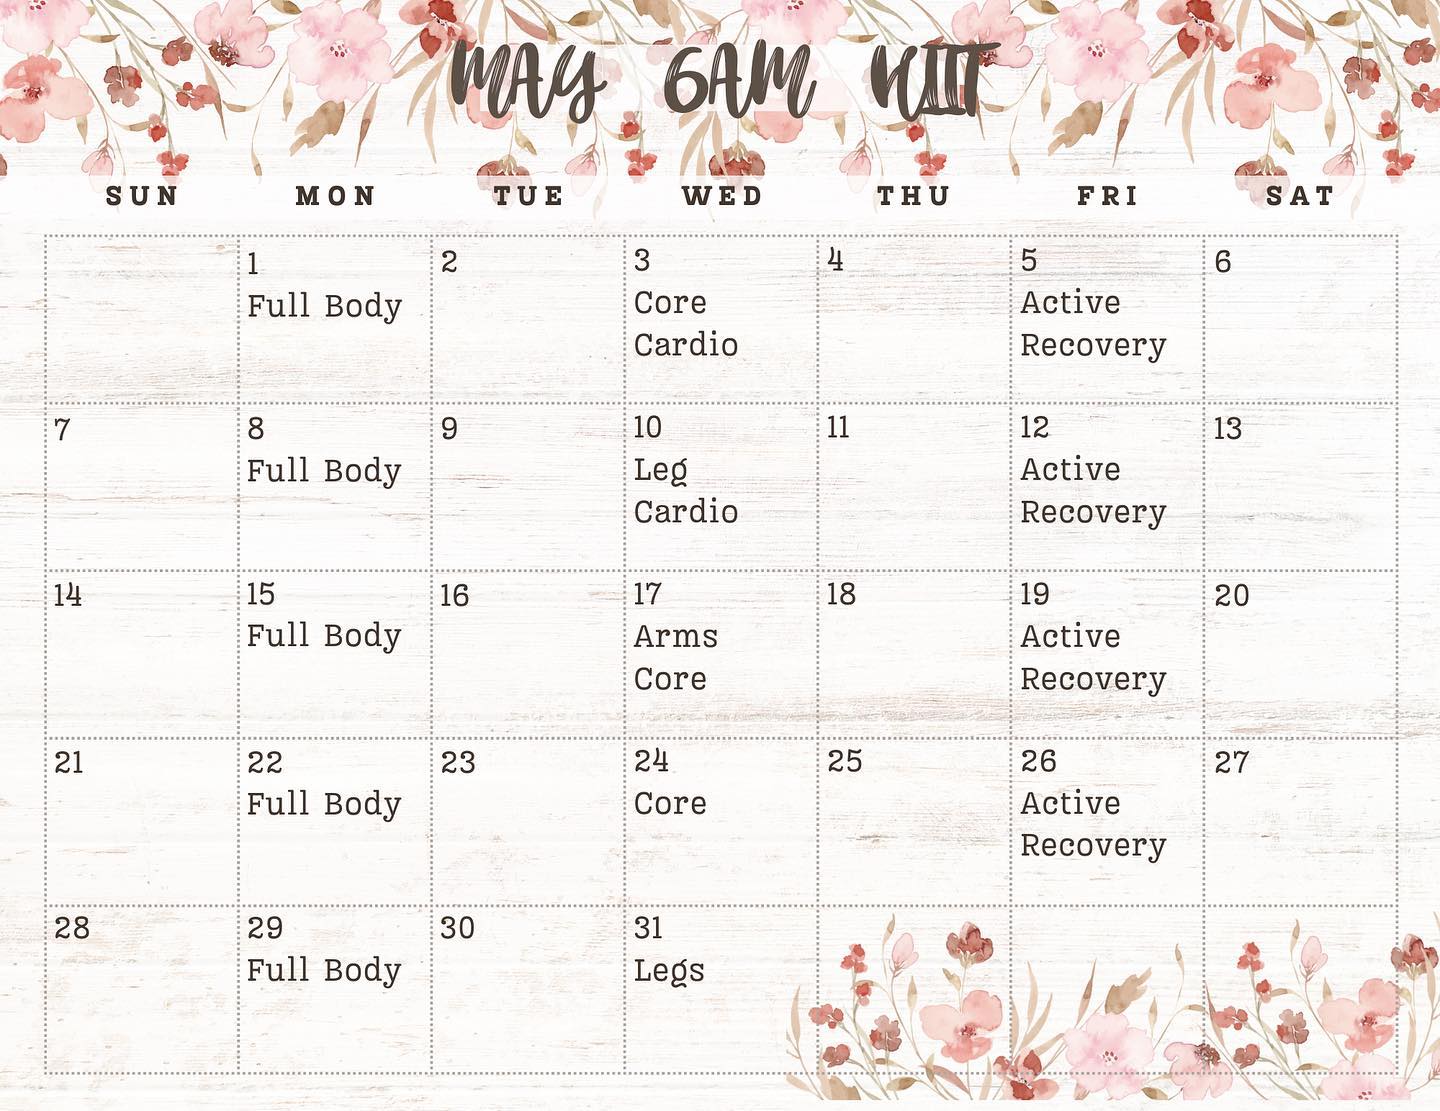 MAY 6AM HIIT
SUN MON TUE WED THU FRI SAT
1 2 3 4 5 6
Full Body Core Active
Cardio Recovery
7 8 9 10 11 12 13
Full Body Leg Active
Cardio Recovery
14 15 16 17 18 19 20
Full Body Arms Active
Core Recovery
21 22 23 24 25 26 27
Full Body Core Active
Recovery
28 29 30 31
Full Body Legs